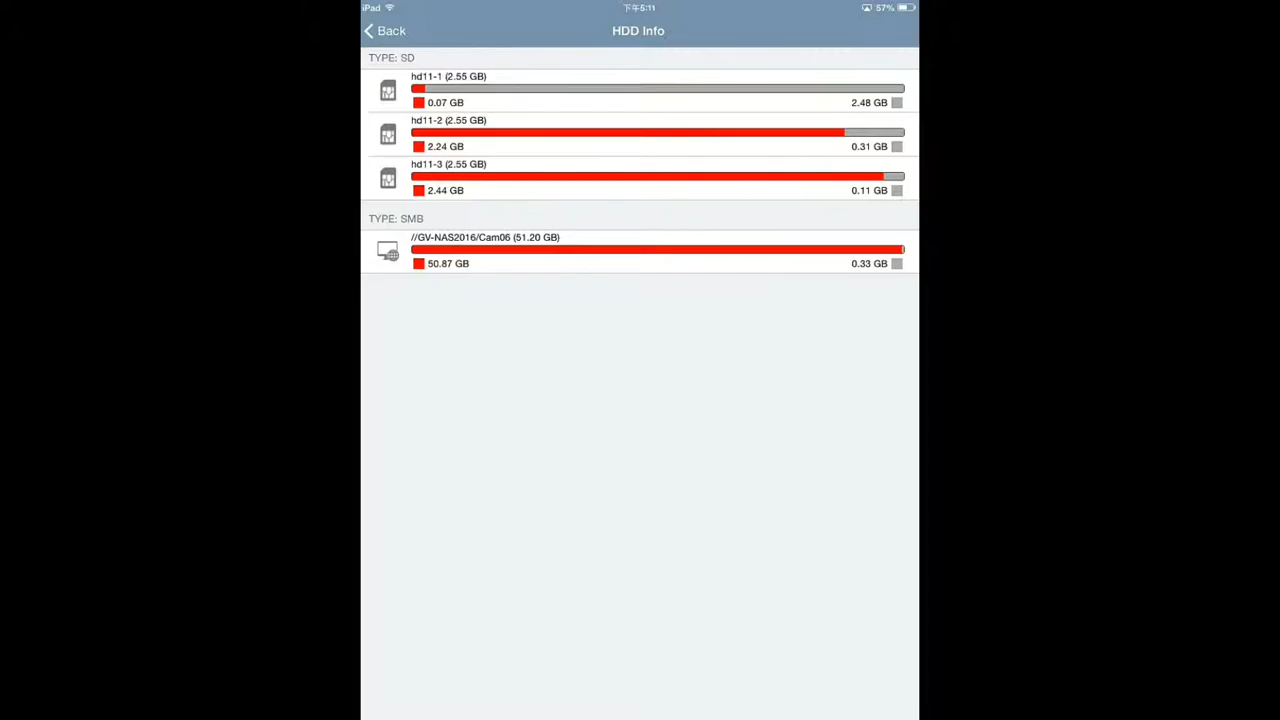 iPad 下午5:11 57%
Back HDD Info
TYPE: SD
hd11-1 (2.55 GB)
0.07 GB 2.48 GB
hd11-2 (2.55 GB)
2.24 GB 0.31 GB
hd11-3 (2.55 GB)
2.44 GB 0.11 GB
TYPE: SMB
//GV-NAS2016/Cam06 (51.20 GB)
50.87 GB 0.33 GB